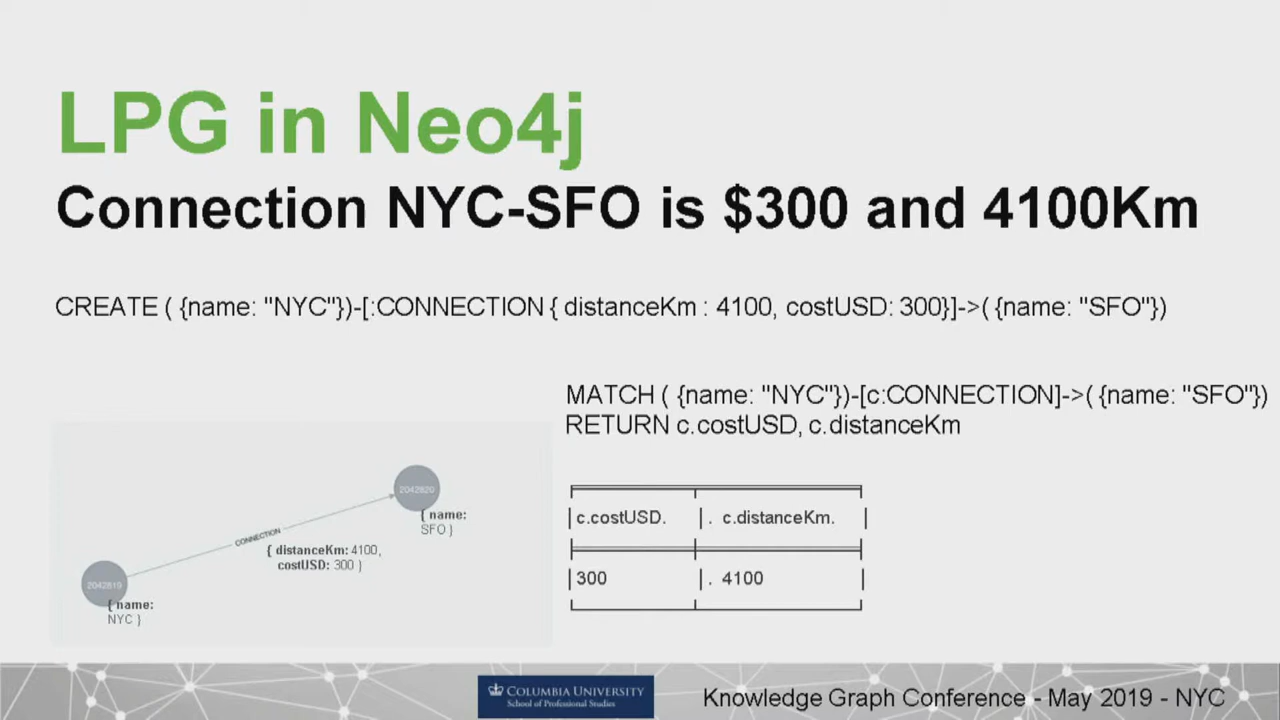 LPG in Neo4j
Connection NYC-SFO is $300 and 4100Km
CREATE ( {name: "NYC"})-[:CONNECTION { distanceKm : 4100, costUSD: 300}]->( {name: "SFO"})
MATCH ( {name: "NYC"})-[c:CONNECTION]->( {name: "SFO"})
RETURN c.costUSD, c.distanceKm
2042820
{ name:
SFO }
CONNECTION
{ distanceKm: 4100,
costUSD: 300 }
2042819
{ name:
NYC }
|c.costUSD. |. c.distanceKm. |
|300 |. 4100 |
COLUMBIA UNIVERSITY
School of Professional Studies
Knowledge Graph Conference - May 2019 - NYC